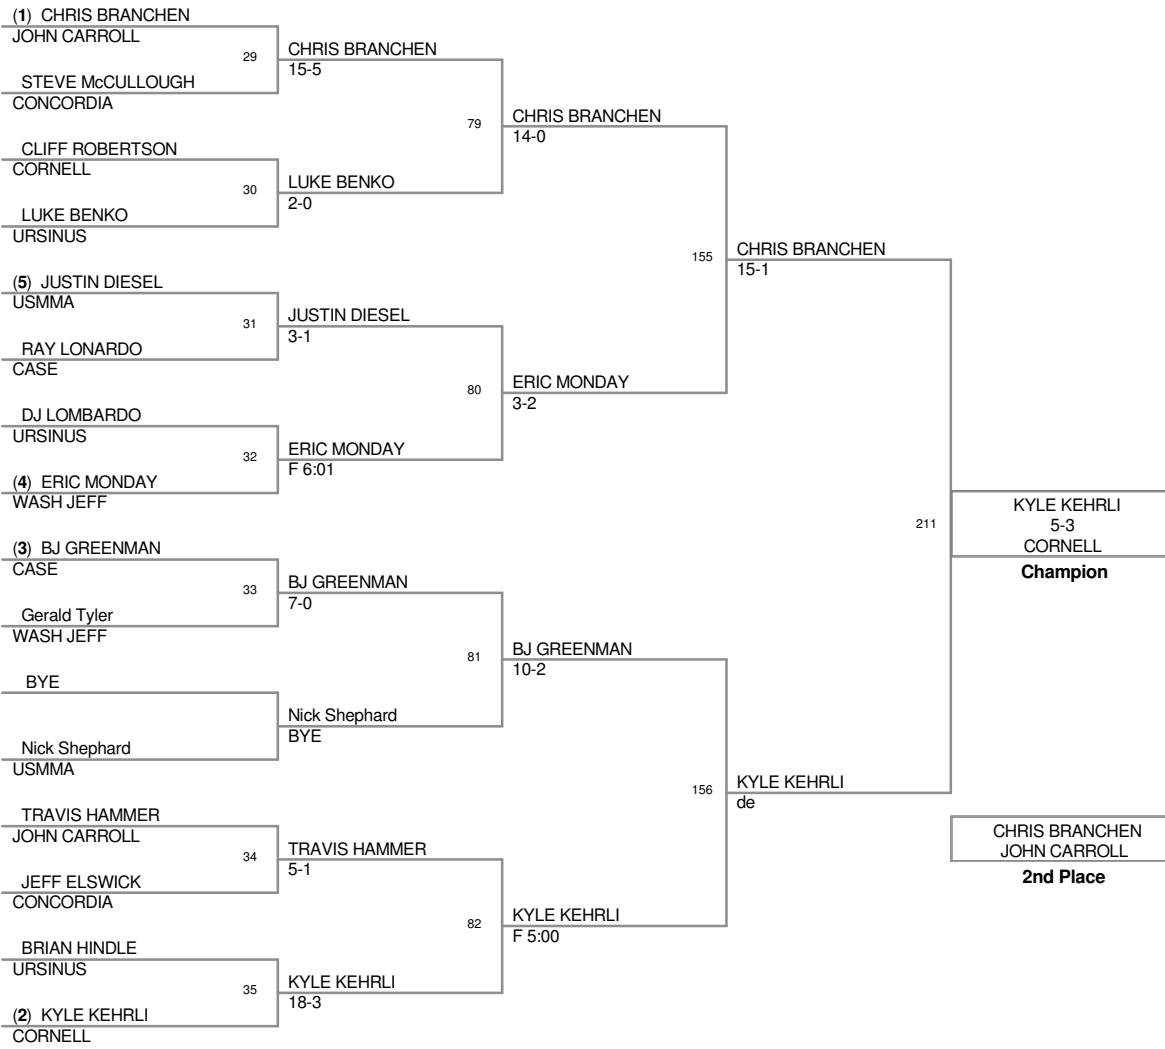 (1) CHRIS BRANCHEN
JOHN CARROLL
29
STEVE McCULLOUGH
CONCORDIA
CHRIS BRANCHEN
15-5
79
CLIFF ROBERTSON
CORNELL
30
LUKE BENKO
URSINUS
LUKE BENKO
2-0
CHRIS BRANCHEN
14-0
155
(5) JUSTIN DIESEL
USMMA
31
RAY LONARDO
CASE
JUSTIN DIESEL
3-1
80
DJ LOMBARDO
URSINUS
32
(4) ERIC MONDAY
WASH JEFF
ERIC MONDAY
F 6:01
ERIC MONDAY
3-2
CHRIS BRANCHEN
15-1
211
(3) BJ GREENMAN
CASE
33
Gerald Tyler
WASH JEFF
BJ GREENMAN
7-0
81
BYE
Nick Shephard
USMMA
Nick Shephard
BYE
BJ GREENMAN
10-2
156
TRAVIS HAMMER
JOHN CARROLL
34
JEFF ELSWICK
CONCORDIA
TRAVIS HAMMER
5-1
82
BRIAN HINDLE
URSINUS
35
(2) KYLE KEHRLI
CORNELL
KYLE KEHRLI
18-3
KYLE KEHRLI
F 5:00
KYLE KEHRLI
de
KYLE KEHRLI
5-3
CORNELL
Champion
CHRIS BRANCHEN
JOHN CARROLL
2nd Place